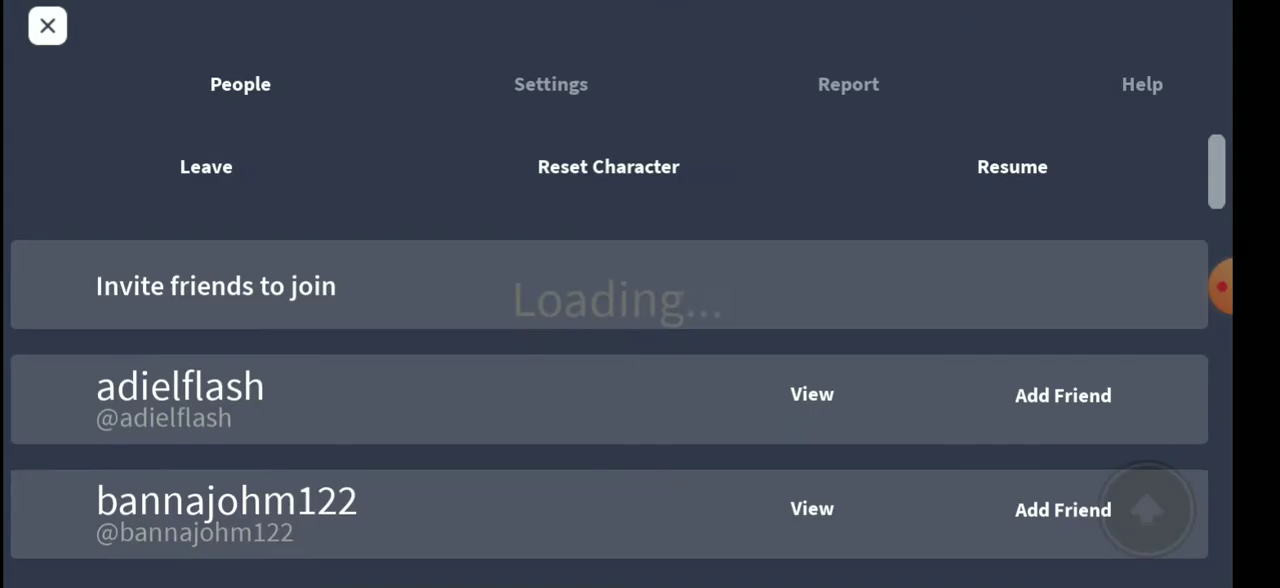 People Settings Report Help
Leave Reset Character Resume
Invite friends to join
Loading...
adielflash
View Add Friend
@adielflash
bannajohm122
View Add Friend
@bannajohm122